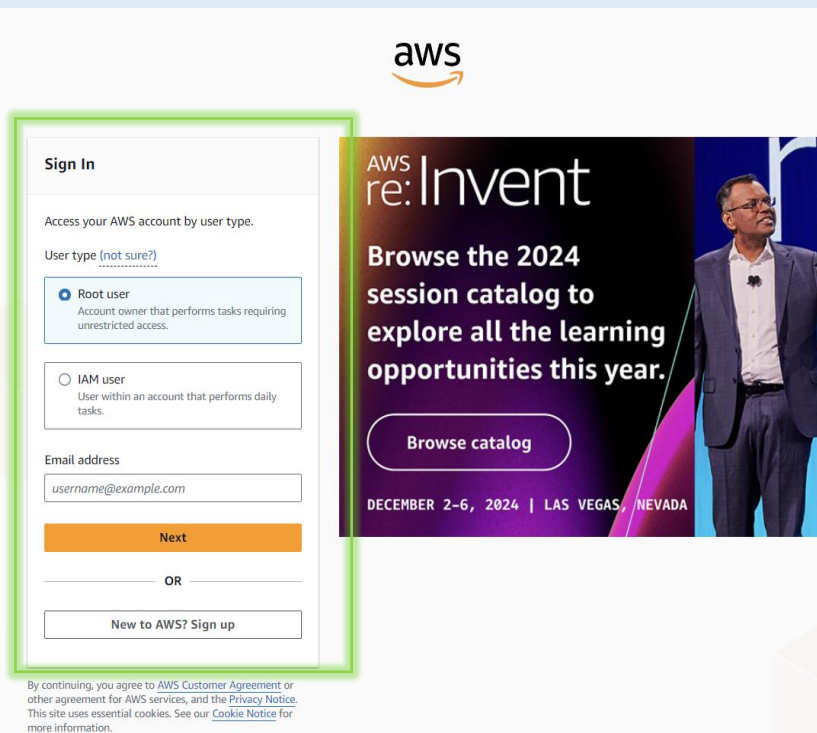 aws
Sign In
Access your AWS account by user type.
User type (not sure?)
Root user
Account owner that performs tasks requiring
unrestricted access.
IAM user
User within an account that performs daily
tasks.
Email address
username@example.com
Next
OR
New to AWS? Sign up
By continuing, you agree to AWS Customer Agreement or
other agreement for AWS services, and the Privacy Notice.
This site uses essential cookies. See our Cookie Notice for
more information.
AWS
re:Invent
Browse the 2024
session catalog to
explore all the learning
opportunities this year.
Browse catalog
DECEMBER 2-6, 2024 | LAS VEGAS, NEVADA